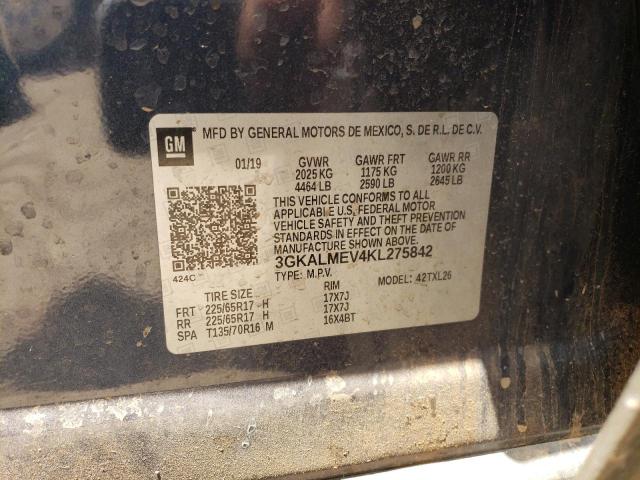 GM
MFD BY GENERAL MOTORS DE MEXICO, S. DE R.L. DE C.V.
01/19 GVWR GAWR FRT GAWR RR
2025 KG 1175 KG 1200 KG
4464 LB 2590 LB 2645 LB
THIS VEHICLE CONFORMS TO ALL
APPLICABLE U.S. FEDERAL MOTOR
VEHICLE SAFETY AND THEFT PREVENTION
STANDARDS IN EFFECT ON THE DATE
OF MANUFACTURE SHOWN ABOVE.
424C 3GKALMEV4KL275842
TYPE: M.P.V. MODEL: 42TXL26
TIRE SIZE RIM
FRT 225/65R17 H 17X7J
RR 225/65R17 H 17X7J
SPA T135/70R16 M 16X4BT